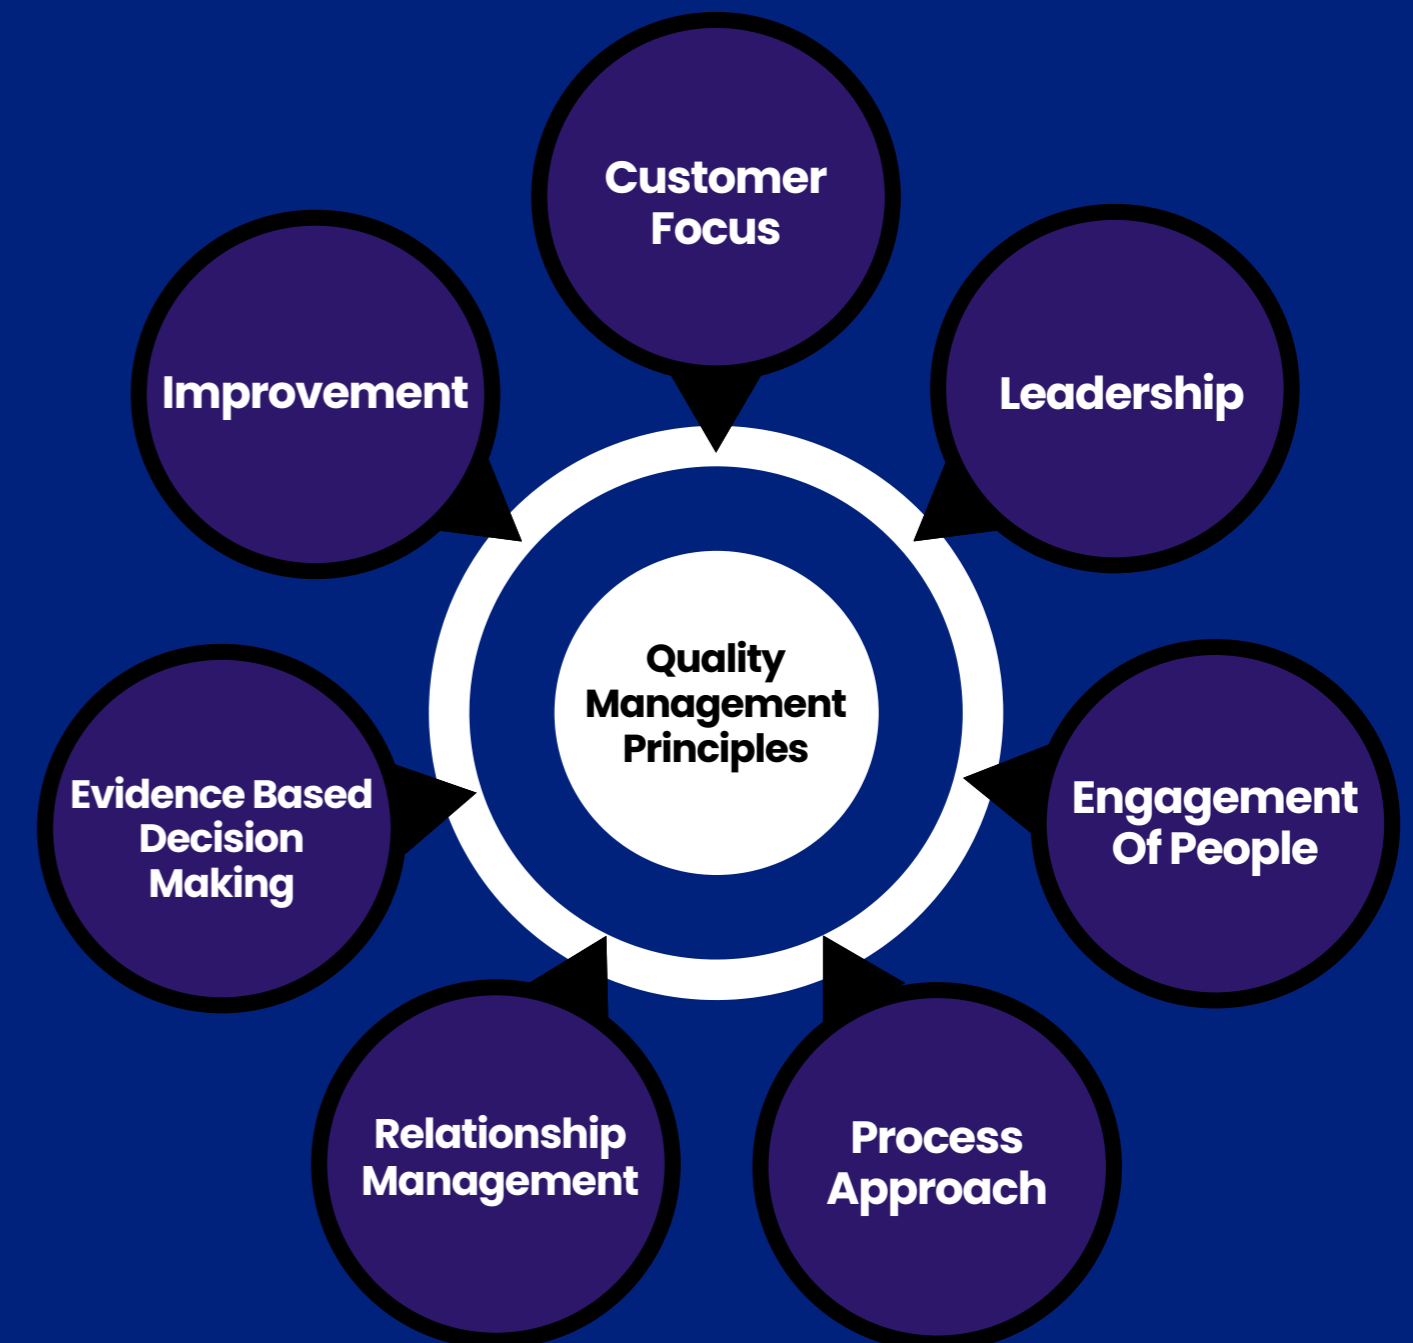 Customer
Focus
Leadership
Engagement
Of People
Process
Approach
Relationship
Management
Evidence Based
Decision
Making
Improvement
Quality
Management
Principles